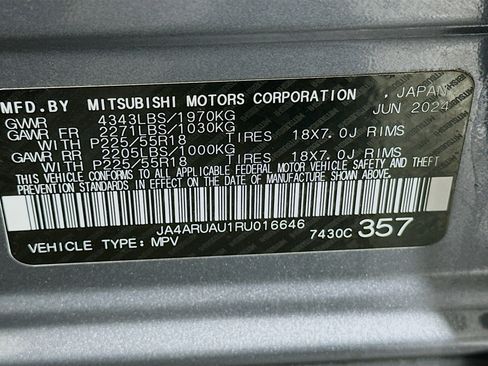 MFD.BY MITSUBISHI MOTORS CORPORATION , JAPAN
GVWR 4343LBS/1970KG JUN 2024
GAWR FR 2271LBS/1030KG
WITH P225/55R18 TIRES 18X7.0J RIMS
GAWR RR 2205LBS/1000KG
WITH P225/55R18 TIRES 18X7.0J RIMS
THIS VEHICLE CONFORMS TO ALL APPLICABLE FEDERAL MOTOR VEHICLE SAFETY AND THEFT
PREVENTION STANDARDS IN EFFECT ON THE DATE OF MANUFACTURE SHOWN ABOVE.
JA4ARUAU1RU016646
VEHICLE TYPE: MPV 7430C 357